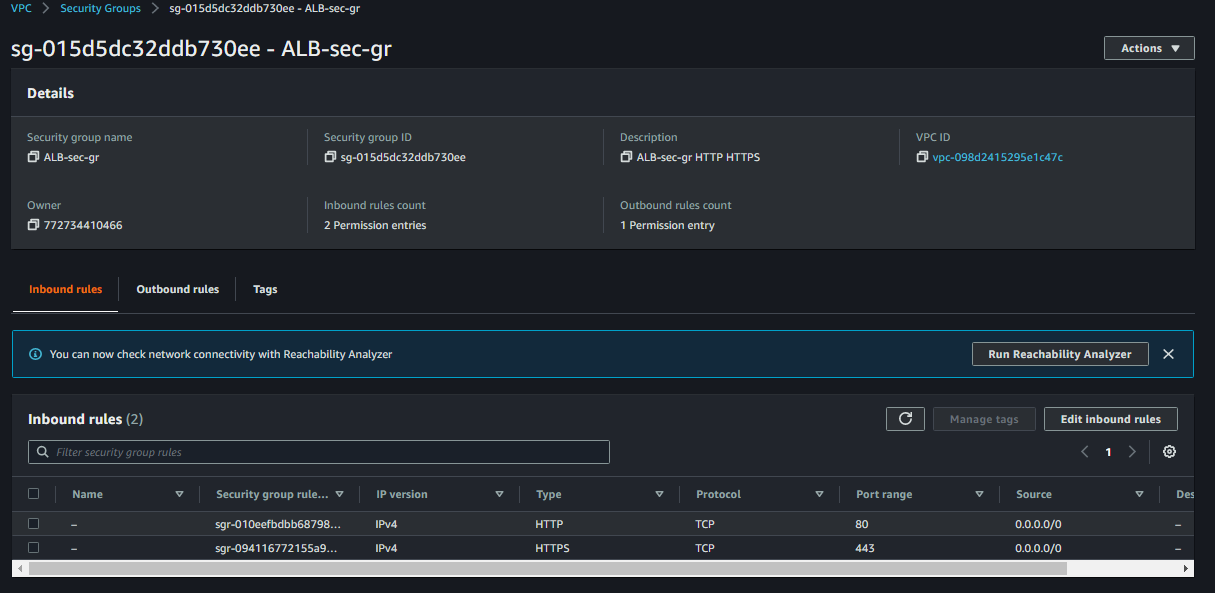 VPC > Security Groups > sg-015d5dc32ddb730ee - ALB-sec-gr
sg-015d5dc32ddb730ee - ALB-sec-gr Actions ▼
Details
Security group name Security group ID Description VPC ID
ALB-sec-gr sg-015d5dc32ddb730ee ALB-sec-gr HTTP HTTPS vpc-098d2415295e1c47c
Owner Inbound rules count Outbound rules count
772734410466 2 Permission entries 1 Permission entry
Inbound rules Outbound rules Tags
You can now check network connectivity with Reachability Analyzer Run Reachability Analyzer
Inbound rules (2) Manage tags Edit inbound rules
Filter security group rules 1
Name Security group rule... IP version Type Protocol Port range Source Des
– sgr-010eefbdbb68798... IPv4 HTTP TCP 80 0.0.0.0/0 –
– sgr-094116772155a9... IPv4 HTTPS TCP 443 0.0.0.0/0 –